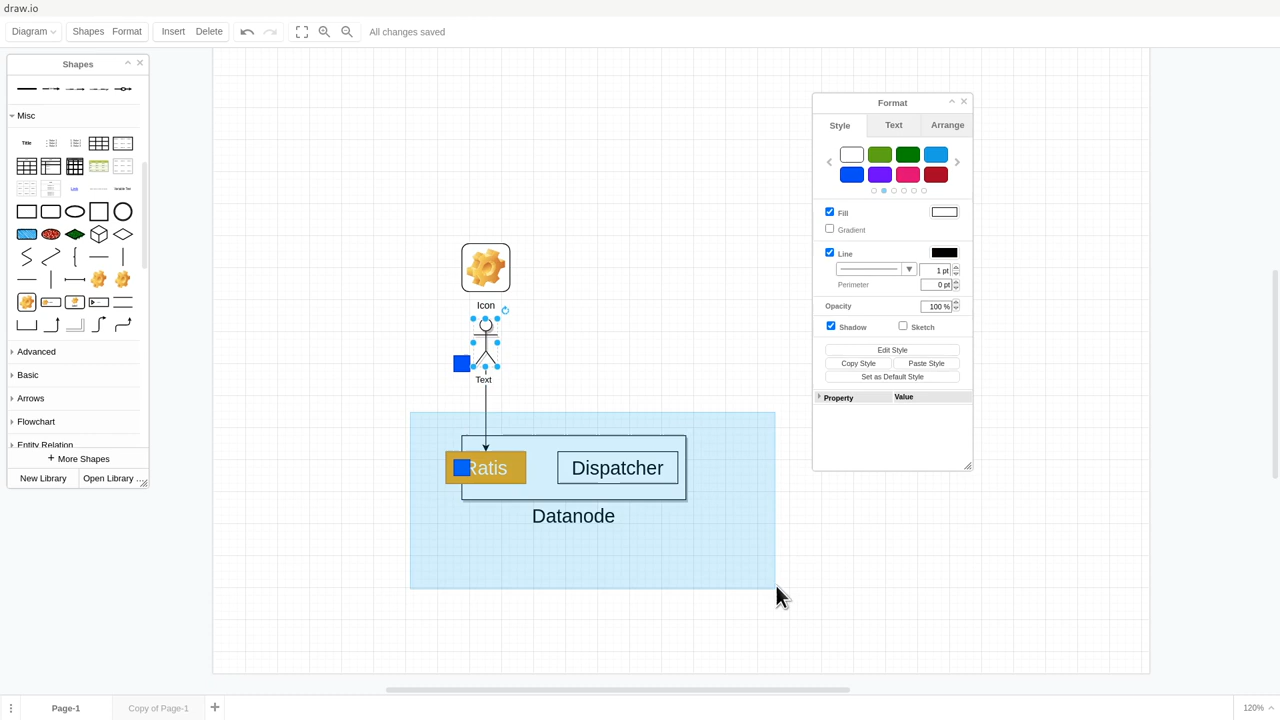 draw.io
Diagram Shapes Format Insert Delete All changes saved
Shapes
Misc
Title
Advanced
Basic
Arrows
Flowchart
Entity Relation
+ More Shapes
New Library Open Library ...
Icon
Text
Ratis Dispatcher
Datanode
Format
Style Text Arrange
Fill
Gradient
Line
1 pt
Perimeter 0 pt
Opacity 100 %
Shadow Sketch
Edit Style
Copy Style Paste Style
Set as Default Style
Property Value
Page-1 Copy of Page-1
120%